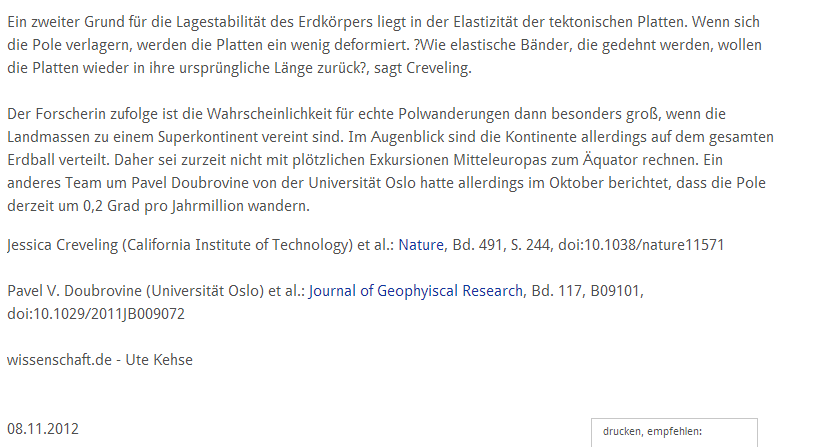 Ein zweiter Grund für die Lagestabilität des Erdkörpers liegt in der Elastizität der tektonischen Platten. Wenn sich
die Pole verlagern, werden die Platten ein wenig deformiert. ?Wie elastische Bänder, die gedehnt werden, wollen
die Platten wieder in ihre ursprüngliche Länge zurück?, sagt Creveling.
Der Forscherin zufolge ist die Wahrscheinlichkeit für echte Polwanderungen dann besonders groß, wenn die
Landmassen zu einem Superkontinent vereint sind. Im Augenblick sind die Kontinente allerdings auf dem gesamten
Erdball verteilt. Daher sei zurzeit nicht mit plötzlichen Exkursionen Mitteleuropas zum Äquator rechnen. Ein
anderes Team um Pavel Doubrovine von der Universität Oslo hatte allerdings im Oktober berichtet, dass die Pole
derzeit um 0,2 Grad pro Jahrmillion wandern.
Jessica Creveling (California Institute of Technology) et al.: Nature, Bd. 491, S. 244, doi:10.1038/nature11571
Pavel V. Doubrovine (Universität Oslo) et al.: Journal of Geophyiscal Research, Bd. 117, B09101,
doi:10.1029/2011JB009072
wissenschaft.de - Ute Kehse
08.11.2012
drucken, empfehlen: